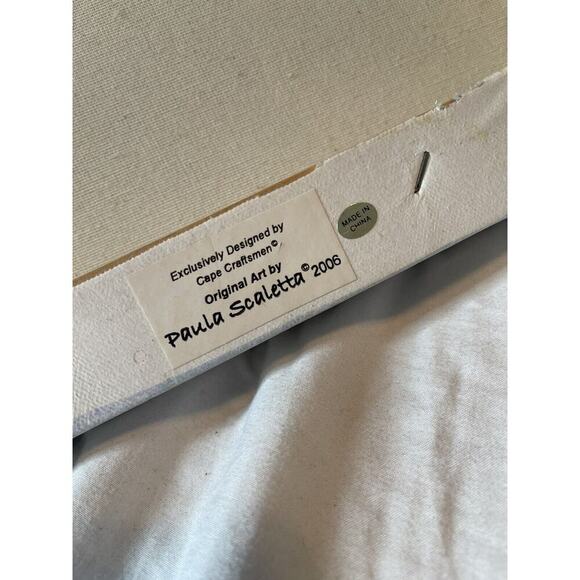 Exclusively Designed by
Cape Craftsmen©
Original Art by
Paula Scaletta© 2006
MADE IN
CHINA